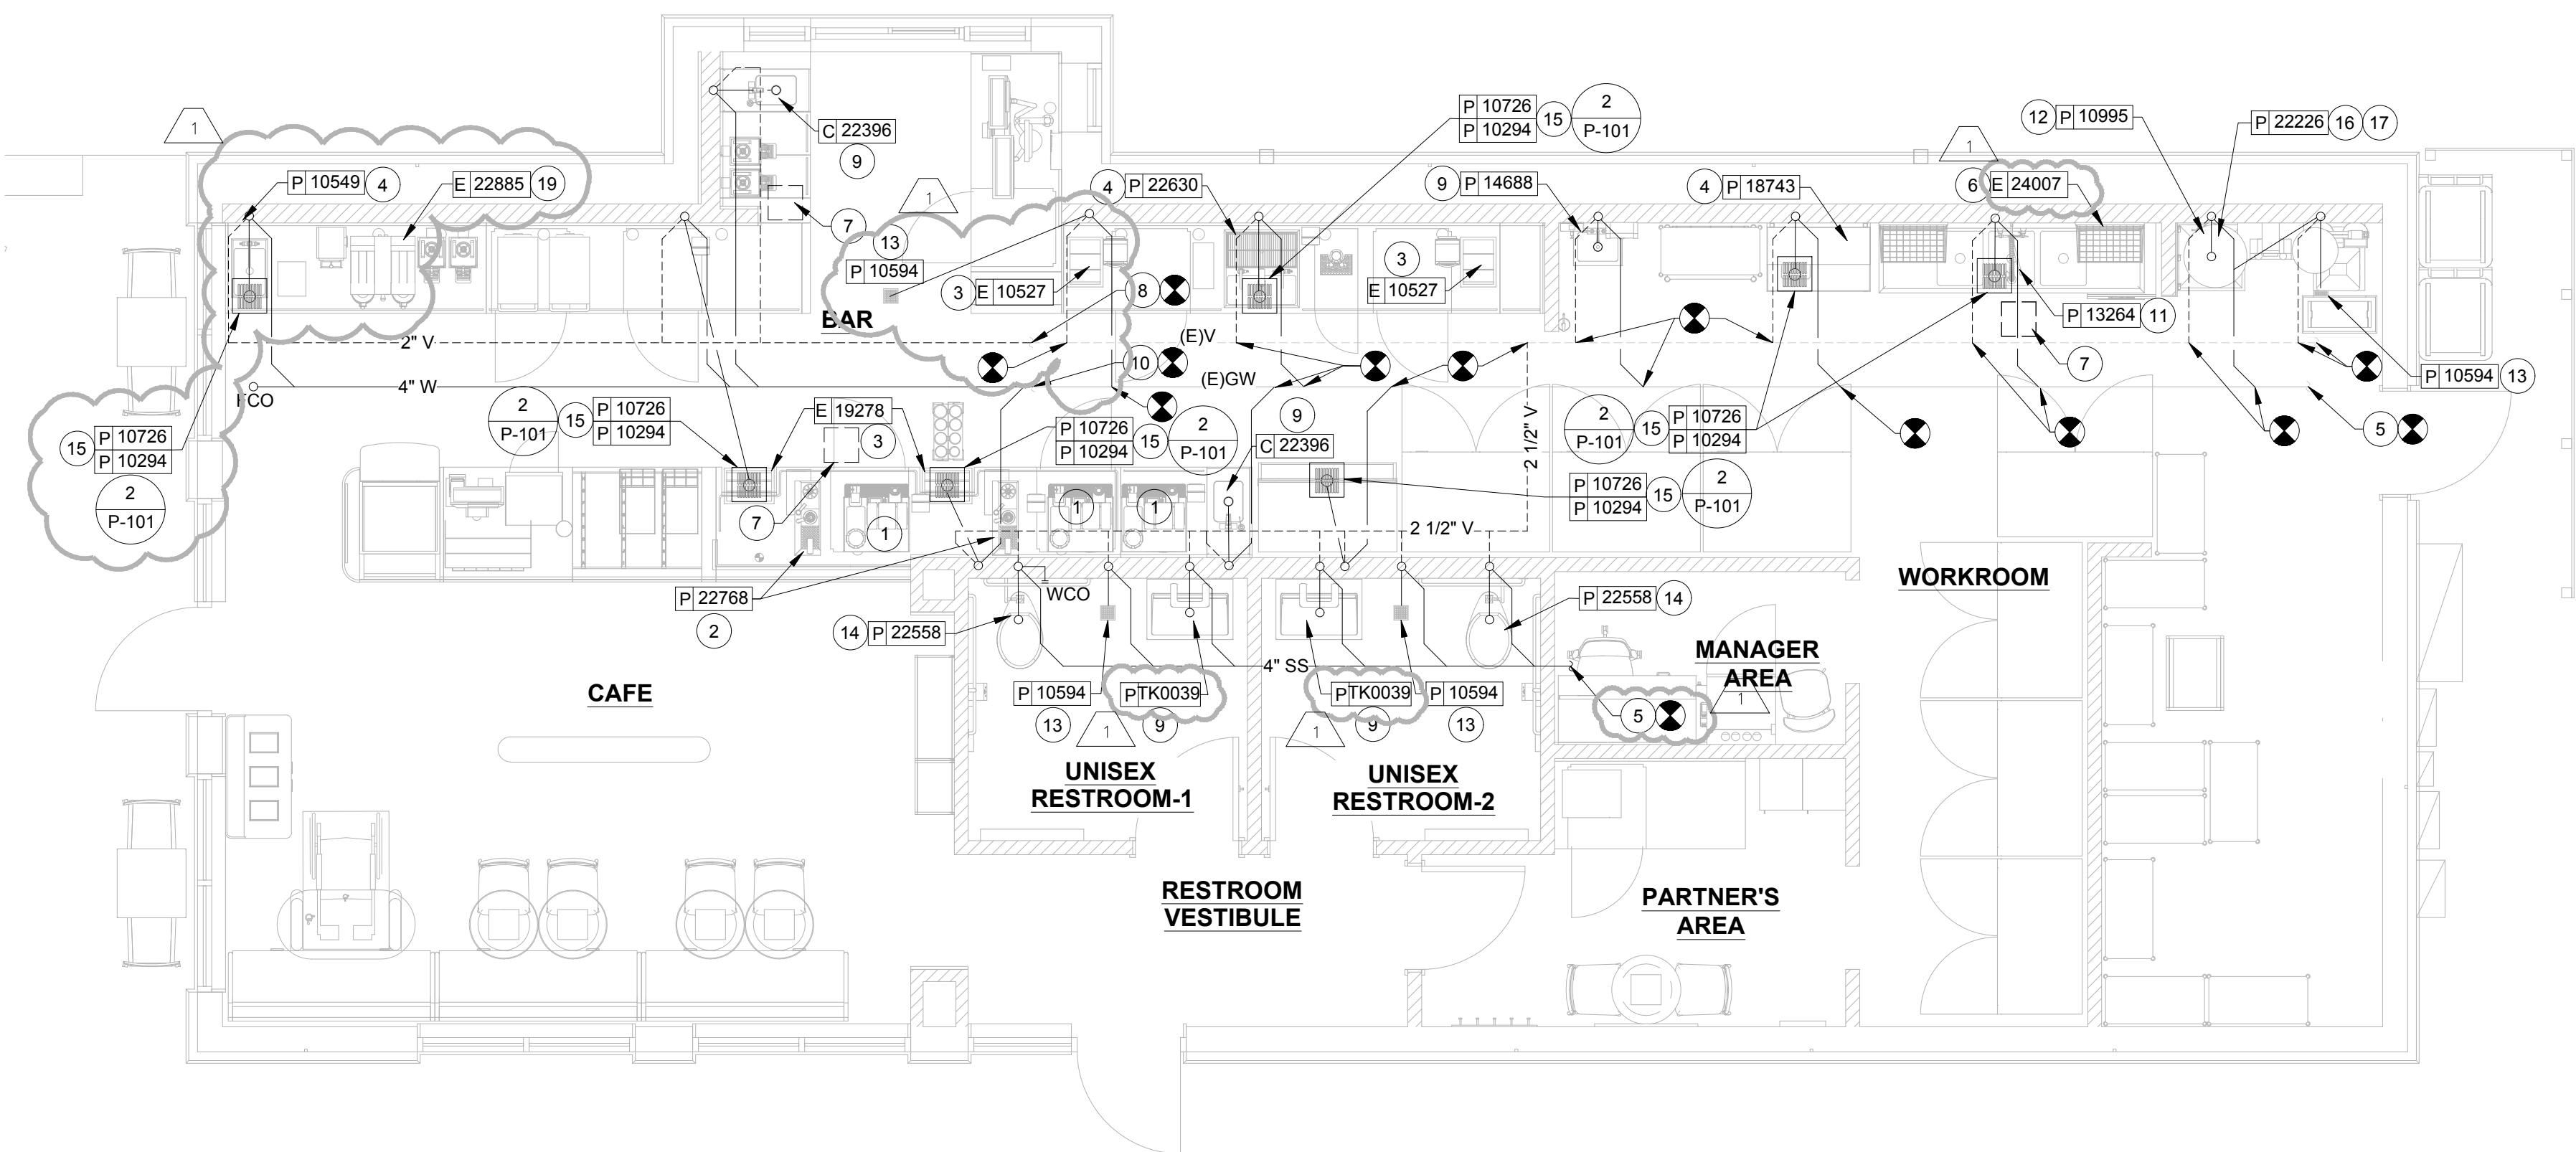 P 10726
P 10294
15
2
P-101
12
P 10995
P 22226
16
17
1
C 22396
9
1
P 10549
4
E 22885
19
1
7
13
P 10594
4
P 22630
9
P 14688
4
P 18743
6
E 24007
3
E 10527
8
3
E 10527
P 13264
11
BAR
2" V
(E)V
10
7
4" W
(E)GW
P 10594
13
FCO
2
P-101
15
P 10726
P 10294
E 19278
3
P 10726
P 10294
15
2
P-101
9
C 22396
2 1/2" V
2
P-101
15
P 10726
P 10294
5
15
P 10726
P 10294
2
P-101
7
1
1
1
P 10726
P 10294
15
2
P-101
2 1/2" V
WORKROOM
P 22768
2
WCO
14
P 22558
P 22558
14
4" SS
MANAGER
AREA
1
CAFE
P 10594
13
PTK0039
9
1
PTK0039
9
1
P 10594
13
5
UNISEX
RESTROOM-1
UNISEX
RESTROOM-2
RESTROOM
VESTIBULE
PARTNER'S
AREA